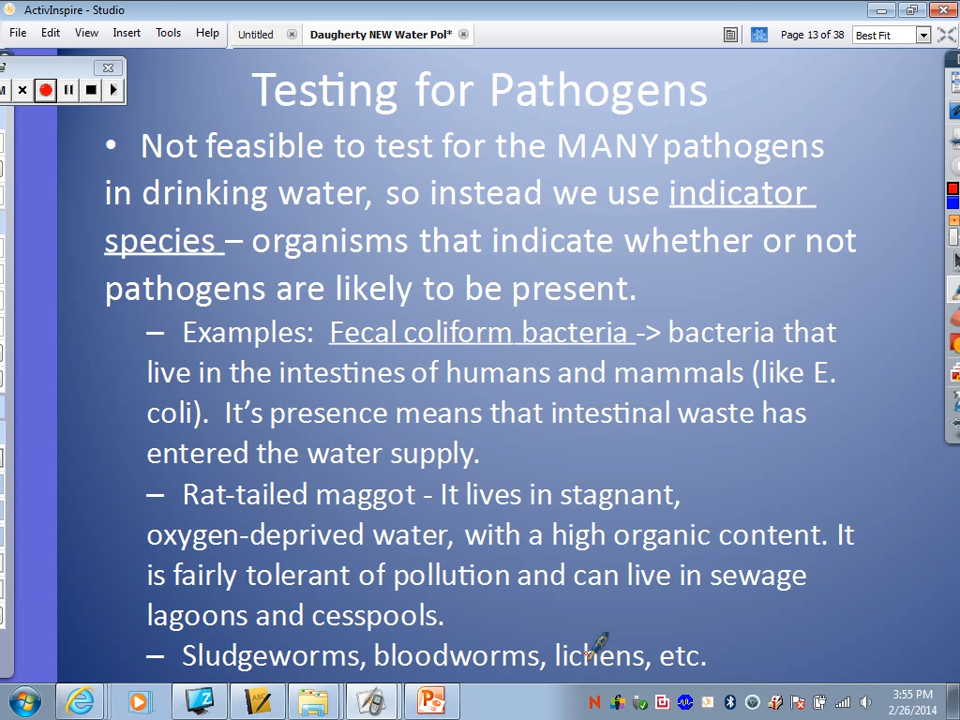 ActivInspire - Studio
File Edit View Insert Tools Help Untitled Daugherty NEW Water Pol* Page 13 of 38 Best Fit
Testing for Pathogens
• Not feasible to test for the MANY pathogens
in drinking water, so instead we use indicator
species – organisms that indicate whether or not
pathogens are likely to be present.
– Examples: Fecal coliform bacteria -> bacteria that
live in the intestines of humans and mammals (like E.
coli). It's presence means that intestinal waste has
entered the water supply.
– Rat-tailed maggot - It lives in stagnant,
oxygen-deprived water, with a high organic content. It
is fairly tolerant of pollution and can live in sewage
lagoons and cesspools.
– Sludgeworms, bloodworms, lichens, etc.
3:55 PM
2/26/2014